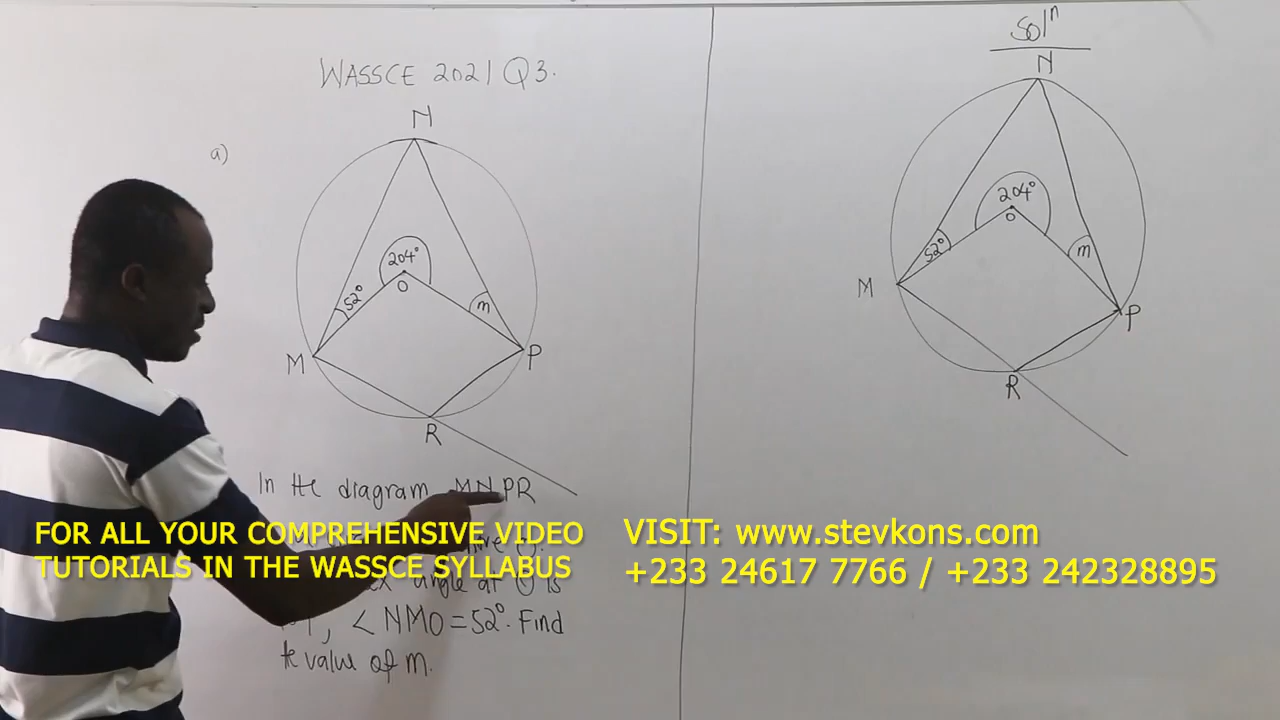 WASSCE 2021 Q3.
a)
N
204°
O
52°
m
M
P
R
In the diagram MNPR
O.
angle at O is
, < NMO = 52°. Find
te value of m.
Solⁿ
N
204°
O
52°
m
M
P
R
FOR ALL YOUR COMPREHENSIVE VIDEO
TUTORIALS IN THE WASSCE SYLLABUS
VISIT: www.stevkons.com
+233 24617 7766 / +233 242328895